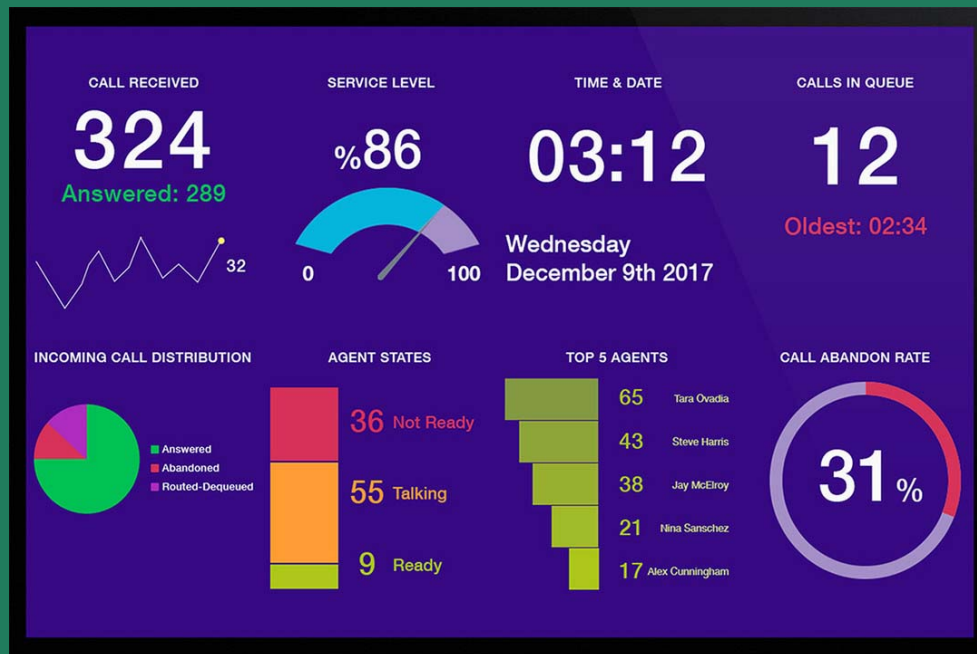 CALL RECEIVED
324
Answered: 289
32
SERVICE LEVEL
%86
0
100
TIME & DATE
03:12
Wednesday
December 9th 2017
CALLS IN QUEUE
12
Oldest: 02:34
INCOMING CALL DISTRIBUTION
Answered
Abandoned
Routed-Dequeued
AGENT STATES
36 Not Ready
55 Talking
9 Ready
TOP 5 AGENTS
65 Tara Ovadia
43 Steve Harris
38 Jay McElroy
21 Nina Sanschez
17 Alex Cunningham
CALL ABANDON RATE
31 %